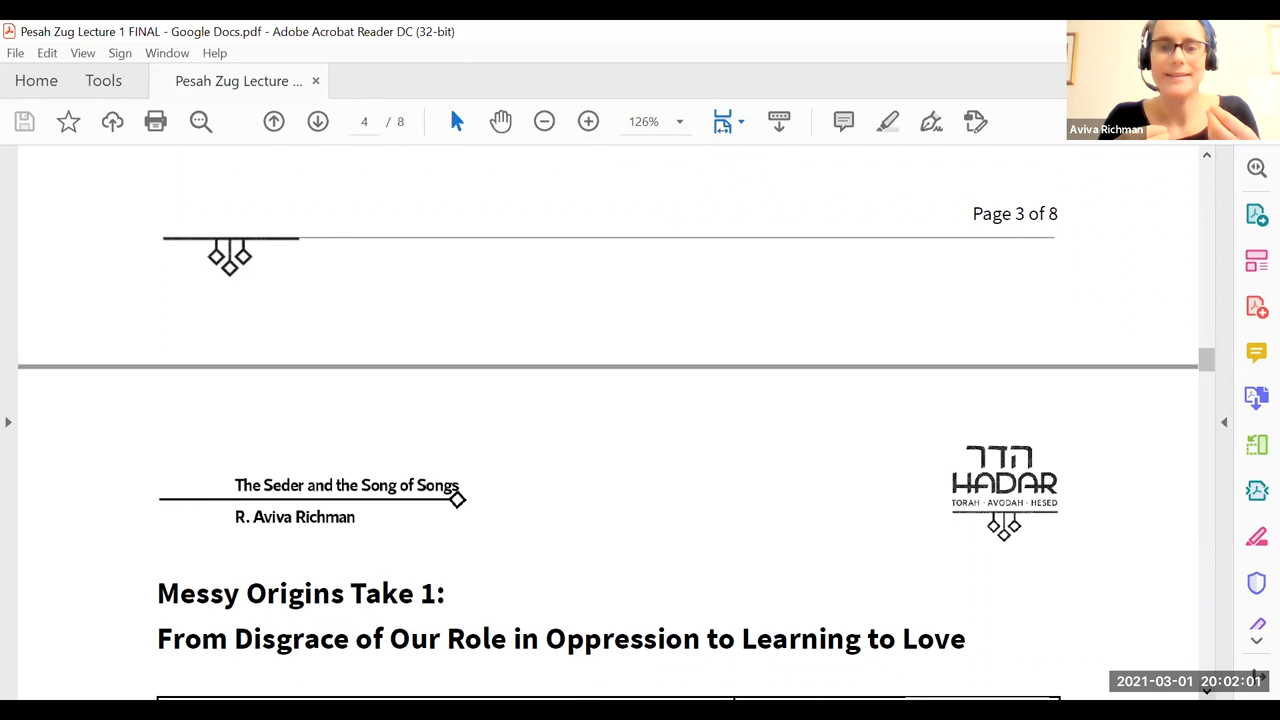 Pesah Zug Lecture 1 FINAL - Google Docs.pdf - Adobe Acrobat Reader DC (32-bit)
File Edit View Sign Window Help
Home Tools Pesah Zug Lecture ... ×
4 / 8 126%
Aviva Richman
Page 3 of 8
The Seder and the Song of Songs
R. Aviva Richman
הדר
HADAR
TORAH · AVODAH · HESED
Messy Origins Take 1:
From Disgrace of Our Role in Oppression to Learning to Love
2021-03-01 20:02:01